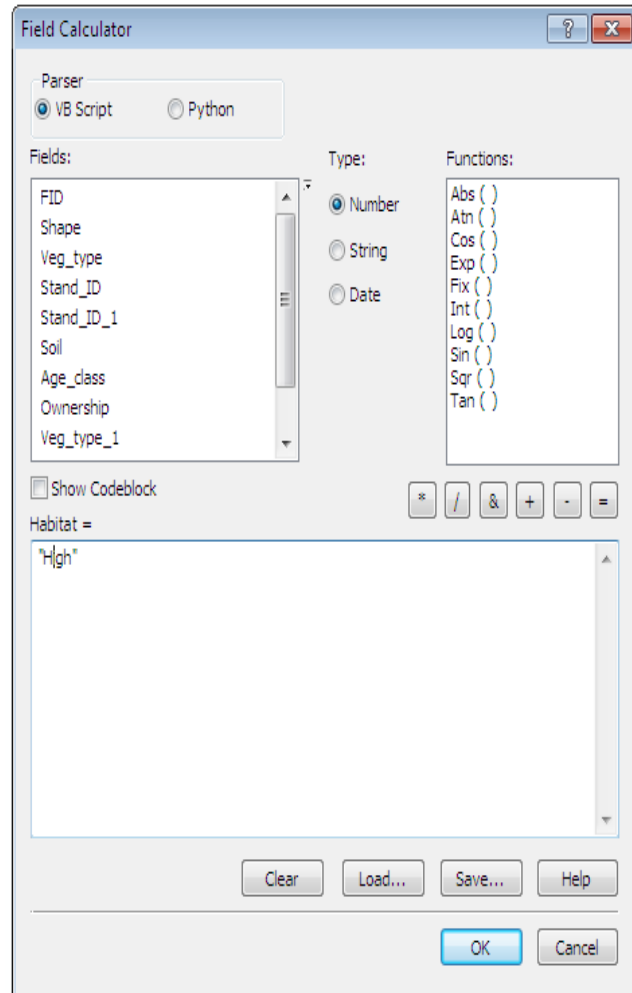 Field Calculator
Parser
VB Script Python
Fields: Type: Functions:
FID
Shape
Veg_type
Stand_ID
Stand_ID_1
Soil
Age_class
Ownership
Veg_type_1
Number
String
Date
Abs ( )
Atn ( )
Cos ( )
Exp ( )
Fix ( )
Int ( )
Log ( )
Sin ( )
Sqr ( )
Tan ( )
Show Codeblock
* / & + - =
Habitat =
"High"
Clear Load... Save... Help
OK Cancel